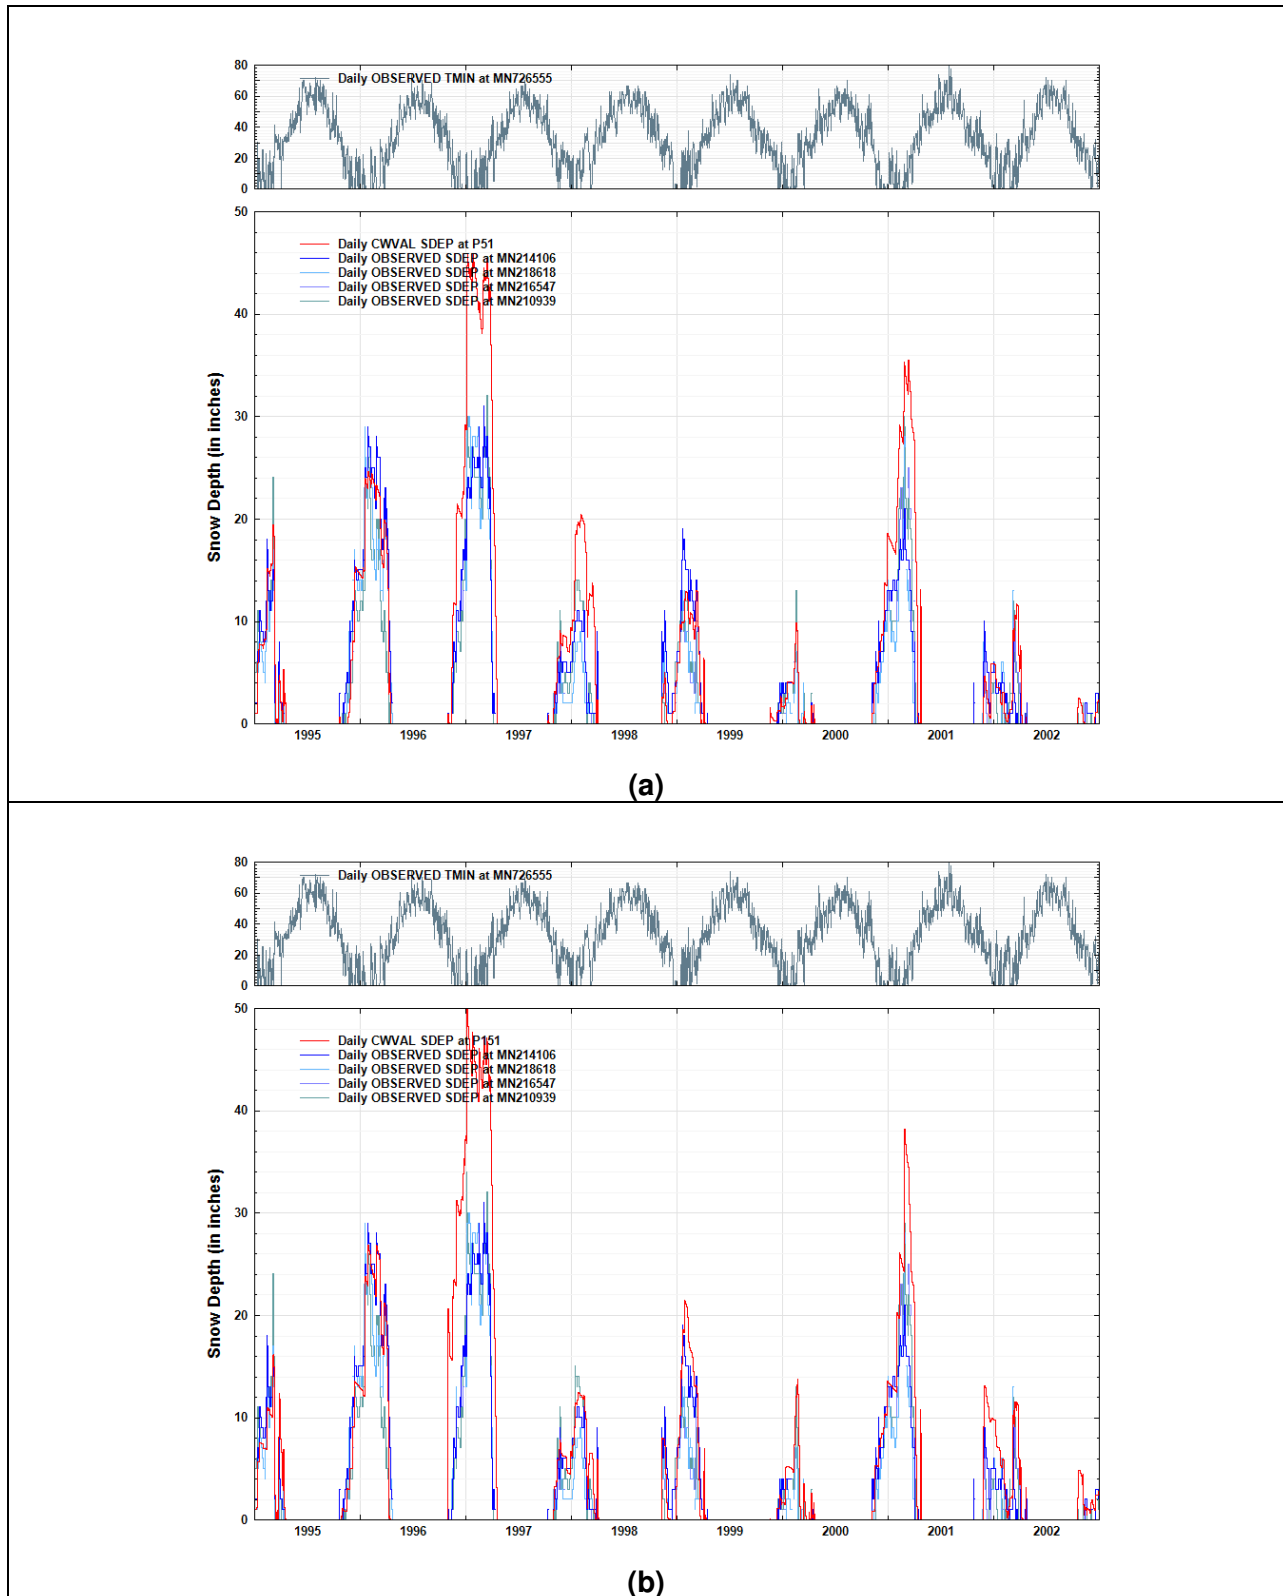 80
60
40
20
0
Daily OBSERVED TMIN at MN726555
50
40
30
20
10
0
Snow Depth (in inches)
Daily CWVAL SDEP at P51
Daily OBSERVED SDEP at MN214106
Daily OBSERVED SDEP at MN218618
Daily OBSERVED SDEP at MN216547
Daily OBSERVED SDEP at MN210939
1995 1996 1997 1998 1999 2000 2001 2002
(a)
80
60
40
20
0
Daily OBSERVED TMIN at MN726555
50
40
30
20
10
0
Snow Depth (in inches)
Daily CWVAL SDEP at P151
Daily OBSERVED SDEP at MN214106
Daily OBSERVED SDEP at MN218618
Daily OBSERVED SDEP at MN216547
Daily OBSERVED SDEP at MN210939
1995 1996 1997 1998 1999 2000 2001 2002
(b)